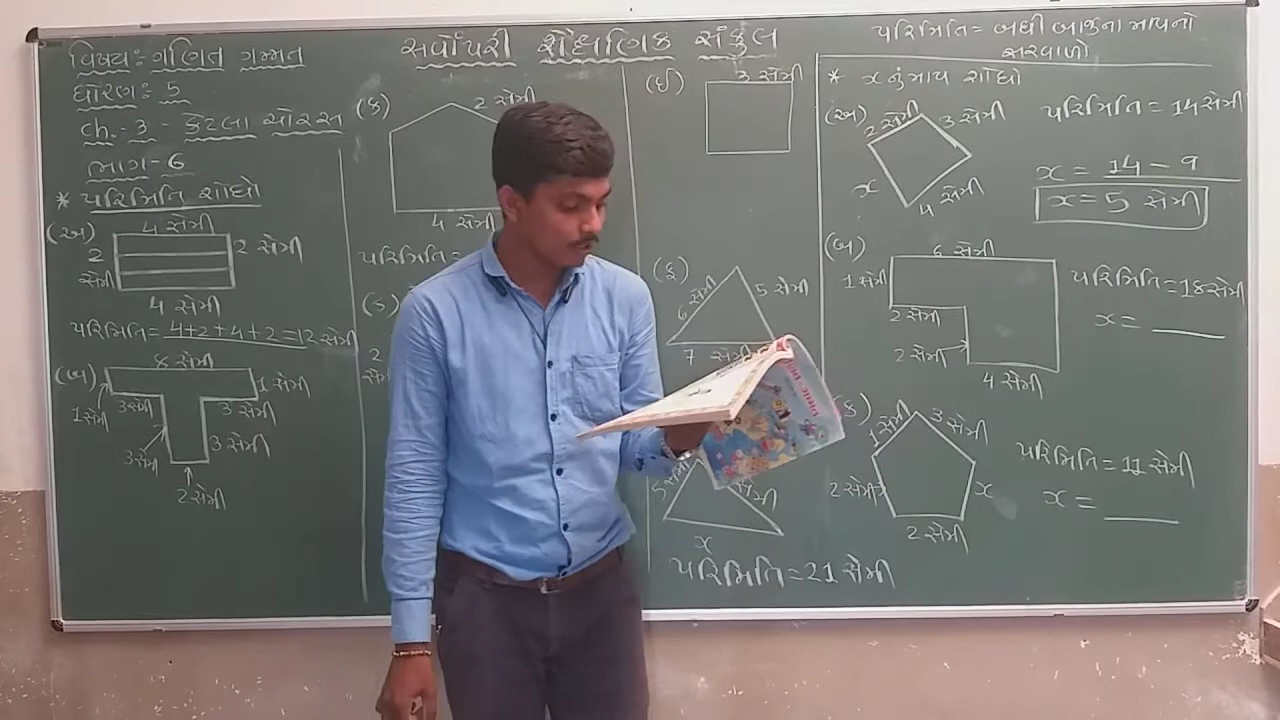 સર્વોપરી શૈક્ષણિક સંકુલ
વિષય: ગણિત ગમ્મત
ધોરણ: 5
ch.-3 - કેટલા ચોરસ
ભાગ-6
* પરિમિતિ શોધો
(અ)
4 સેમી
2 સેમી
2 સેમી
4 સેમી
પરિમિતિ = 4+2+4+2 = 12 સેમી
(બ)
8 સેમી
1 સેમી
1 સેમી
3 સેમી
3 સેમી
3 સેમી
3 સેમી
2 સેમી
(ક)
2 સેમી
4 સેમી
પરિમિતિ =
(ડ)
2
સેમી
(ઈ)
3 સેમી
(ફ)
6 સેમી
5 સેમી
7 સેમી
x
પરિમિતિ = 21 સેમી
પરિમિતિ = બધી બાજુના માપનો
સરવાળો
* x નું માપ શોધો
(અ)
2 સેમી
3 સેમી
x
4 સેમી
પરિમિતિ = 14 સેમી
x = 14 - 9
x = 5 સેમી
(બ)
6 સેમી
1 સેમી
2 સેમી
2 સેમી
4 સેમી
પરિમિતિ = 18 સેમી
x =
ક)
1 સેમી
3 સેમી
2 સેમી
x
2 સેમી
પરિમિતિ = 11 સેમી
x =